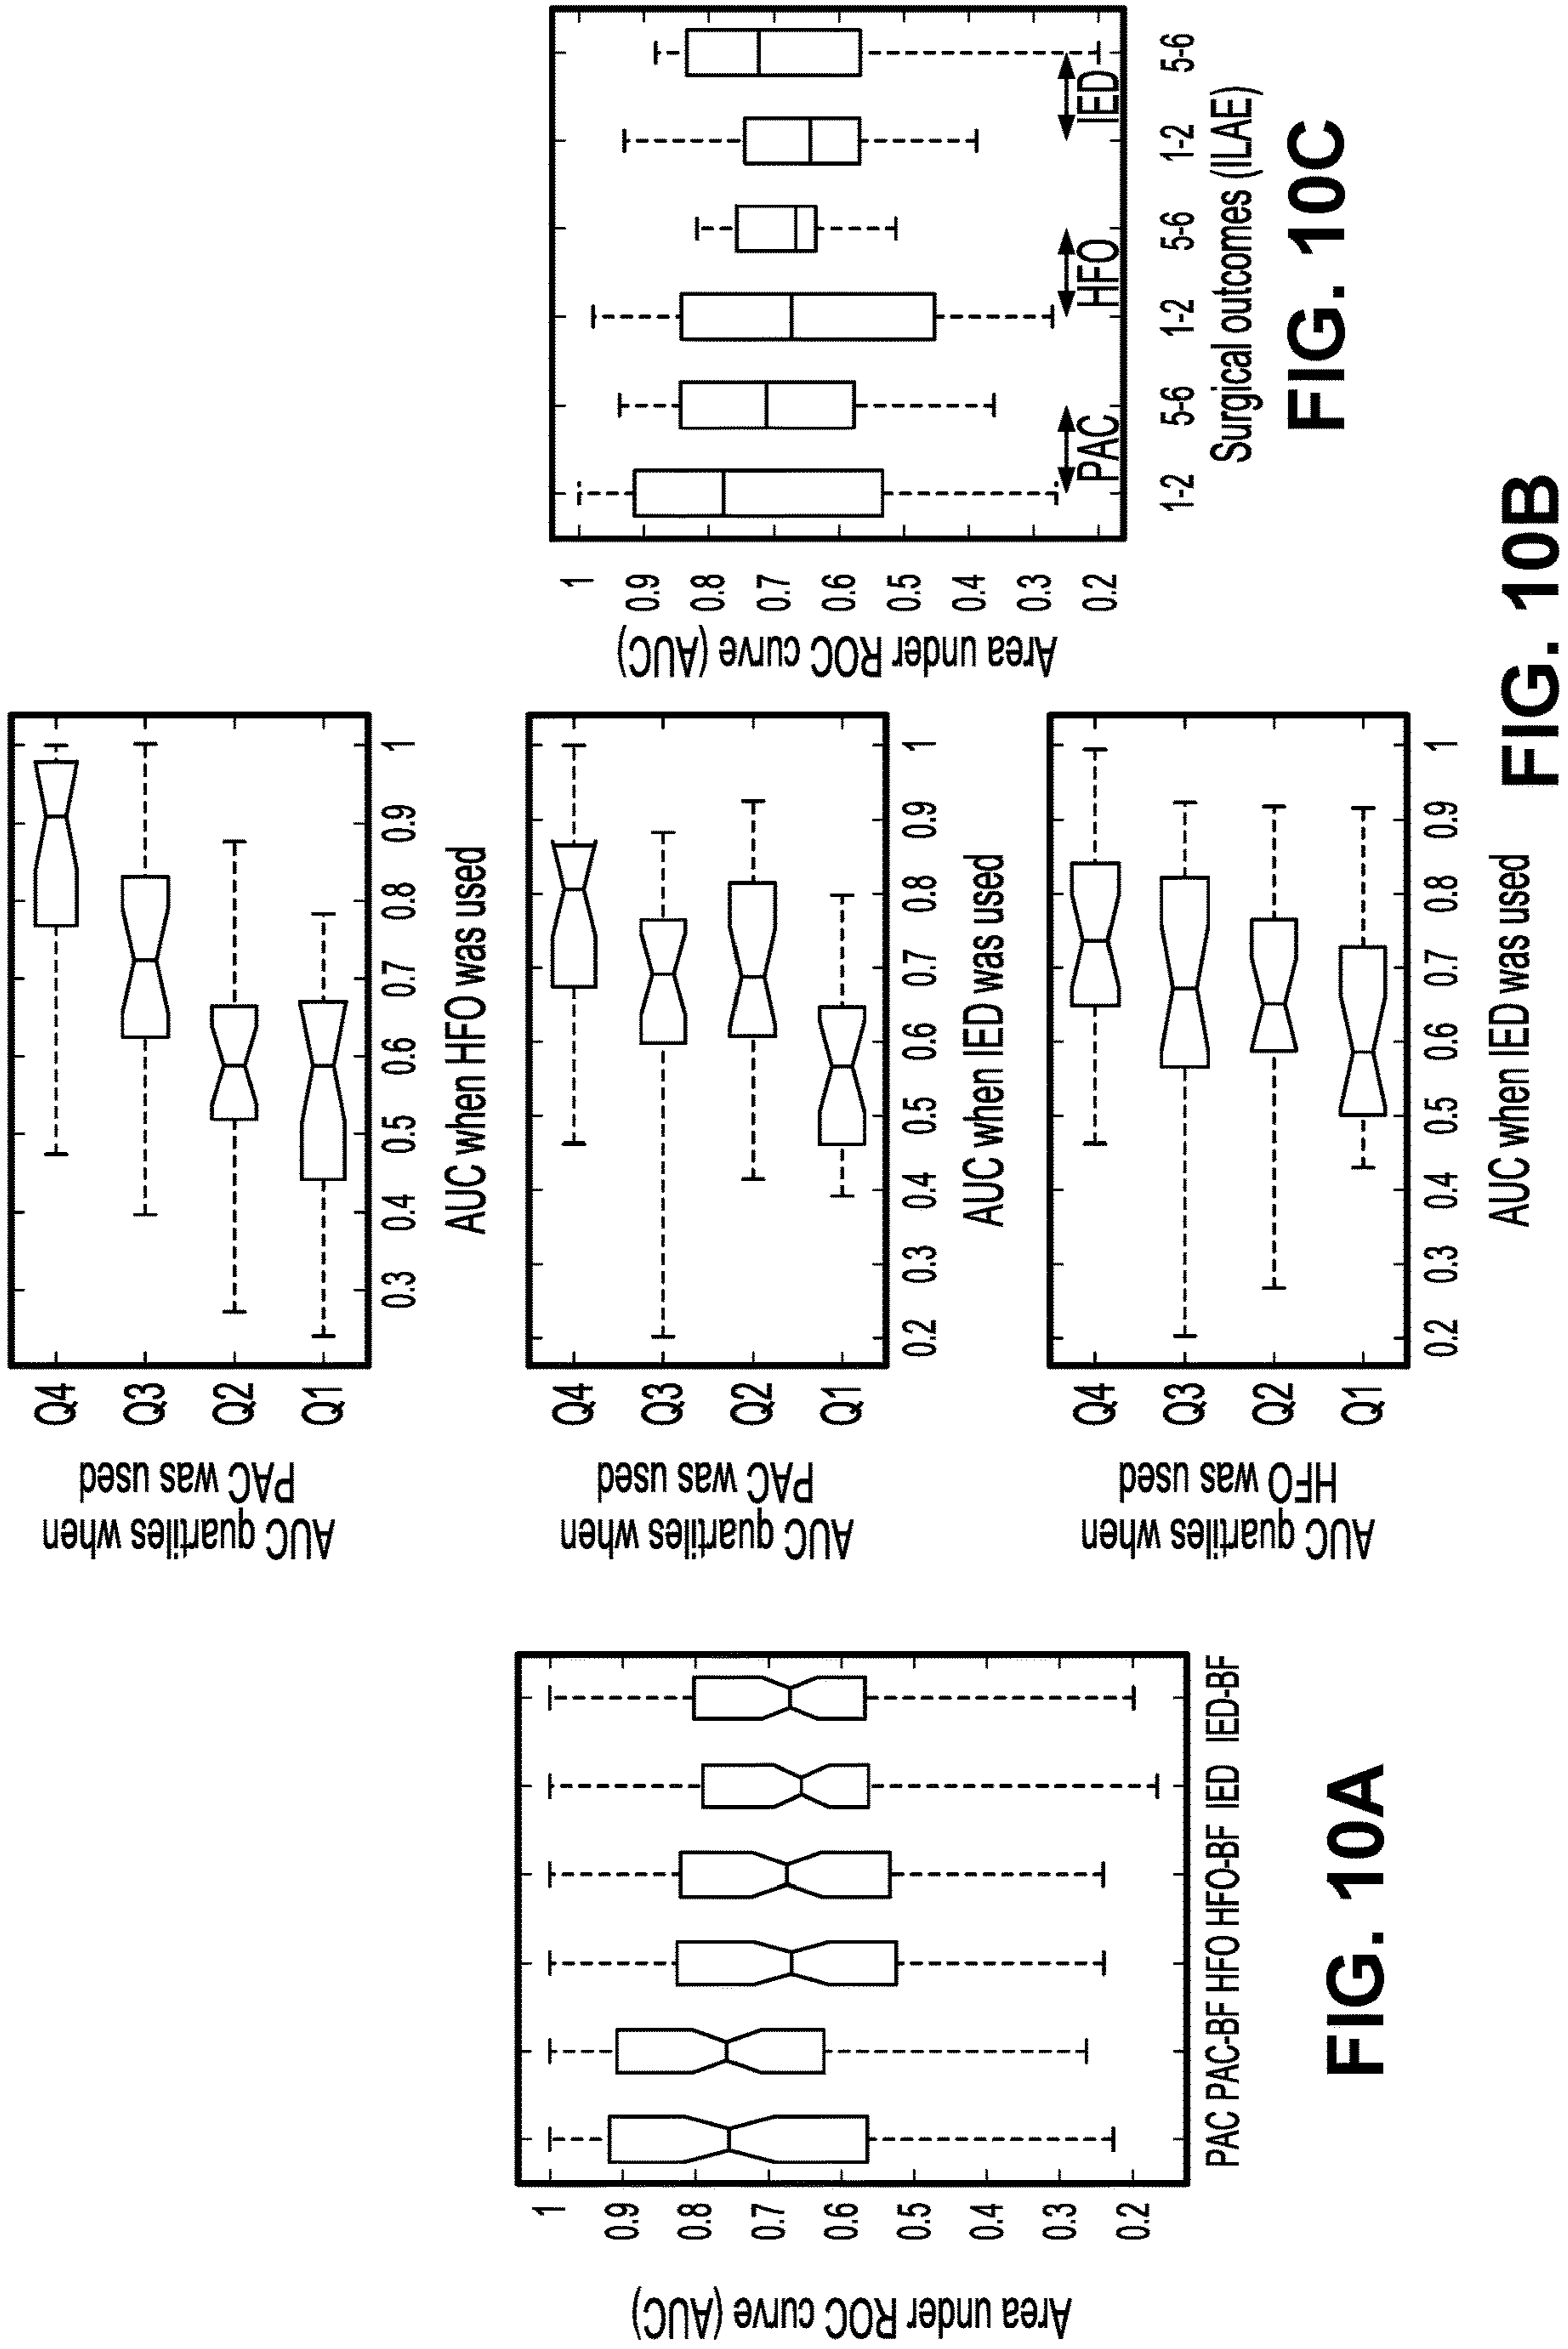 Area under ROC curve (AUC)
1
0.9
0.8
0.7
0.6
0.5
0.4
0.3
0.2
PAC PAC-BF HFO HFO-BF IED IED-BF
FIG. 10A
AUC quartiles when
PAC was used
Q4
Q3
Q2
Q1
0.3 0.4 0.5 0.6 0.7 0.8 0.9 1
AUC when HFO was used
AUC quartiles when
PAC was used
Q4
Q3
Q2
Q1
0.2 0.3 0.4 0.5 0.6 0.7 0.8 0.9 1
AUC when IED was used
AUC quartiles when
HFO was used
Q4
Q3
Q2
Q1
0.2 0.3 0.4 0.5 0.6 0.7 0.8 0.9 1
AUC when IED was used
FIG. 10B
Area under ROC curve (AUC)
1
0.9
0.8
0.7
0.6
0.5
0.4
0.3
0.2
PAC HFO IED
1-2 5-6 1-2 5-6 1-2 5-6
Surgical outcomes (ILAE)
FIG. 10C